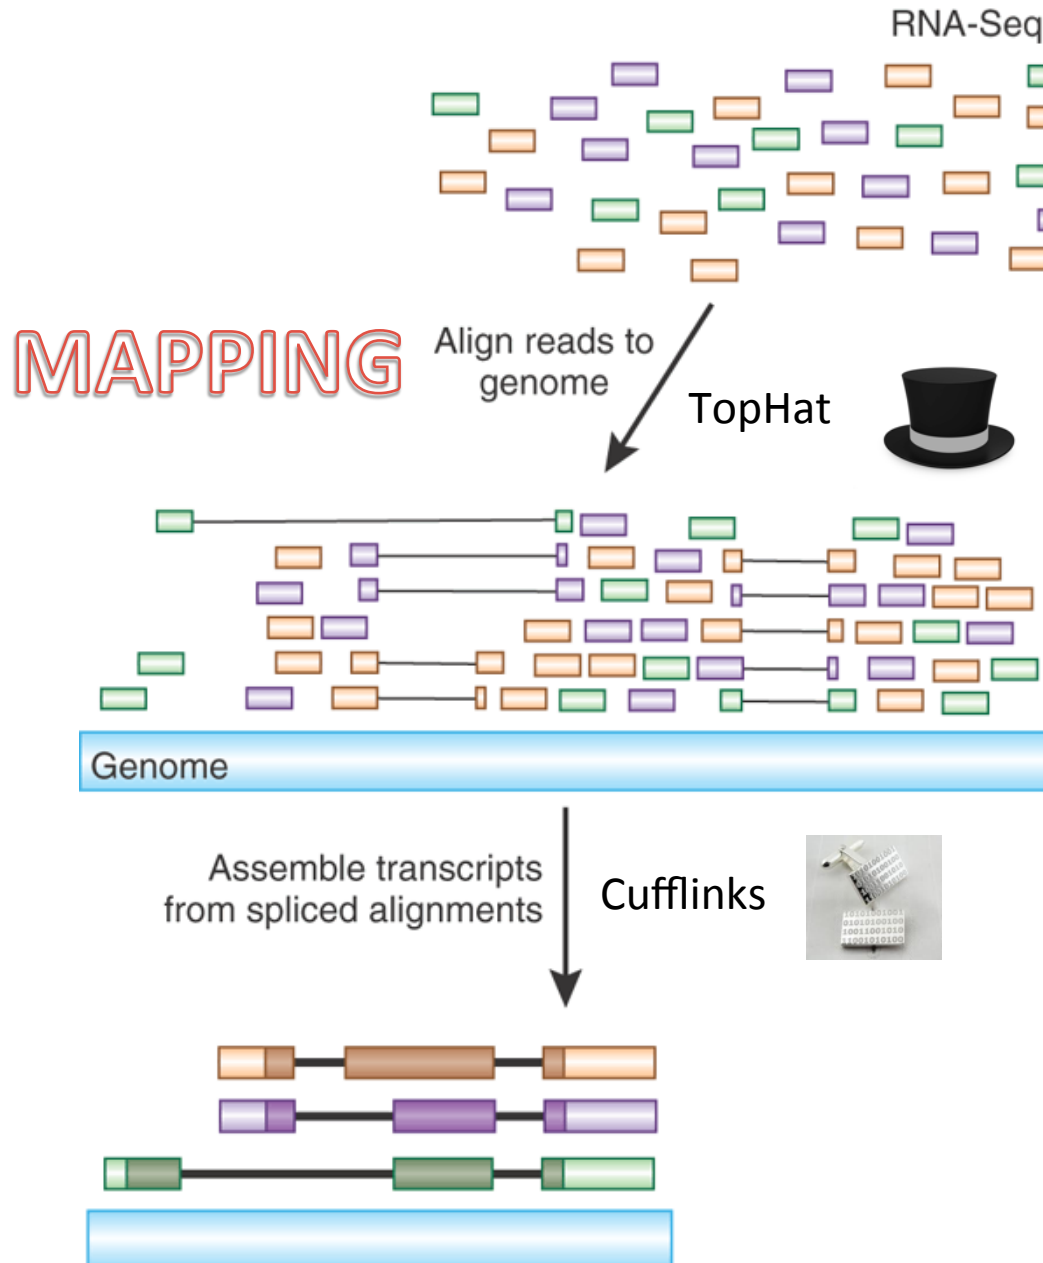 RNA-Seq
MAPPING
Align reads to
genome
TopHat
Genome
Assemble transcripts
from spliced alignments
Cufflinks